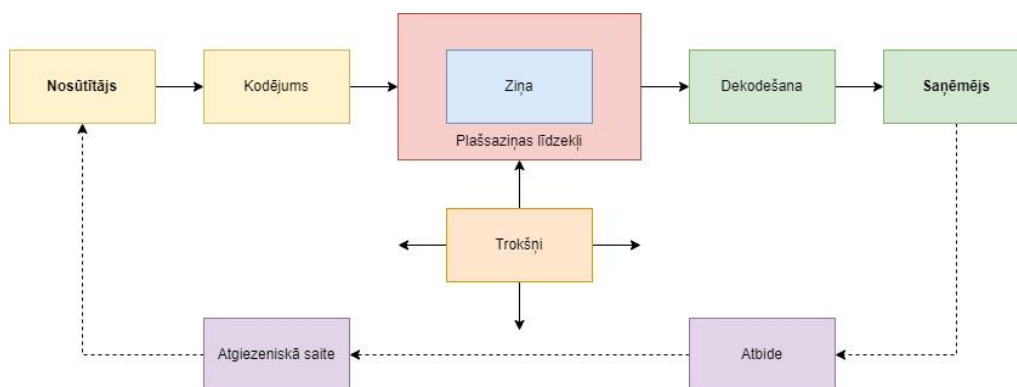 Nosūtītājs
Kodējums
Ziņa
Plašsaziņas līdzekļi
Dekodešana
Saņēmējs
Trokšņi
Atgiezeniskā saite
Atbide